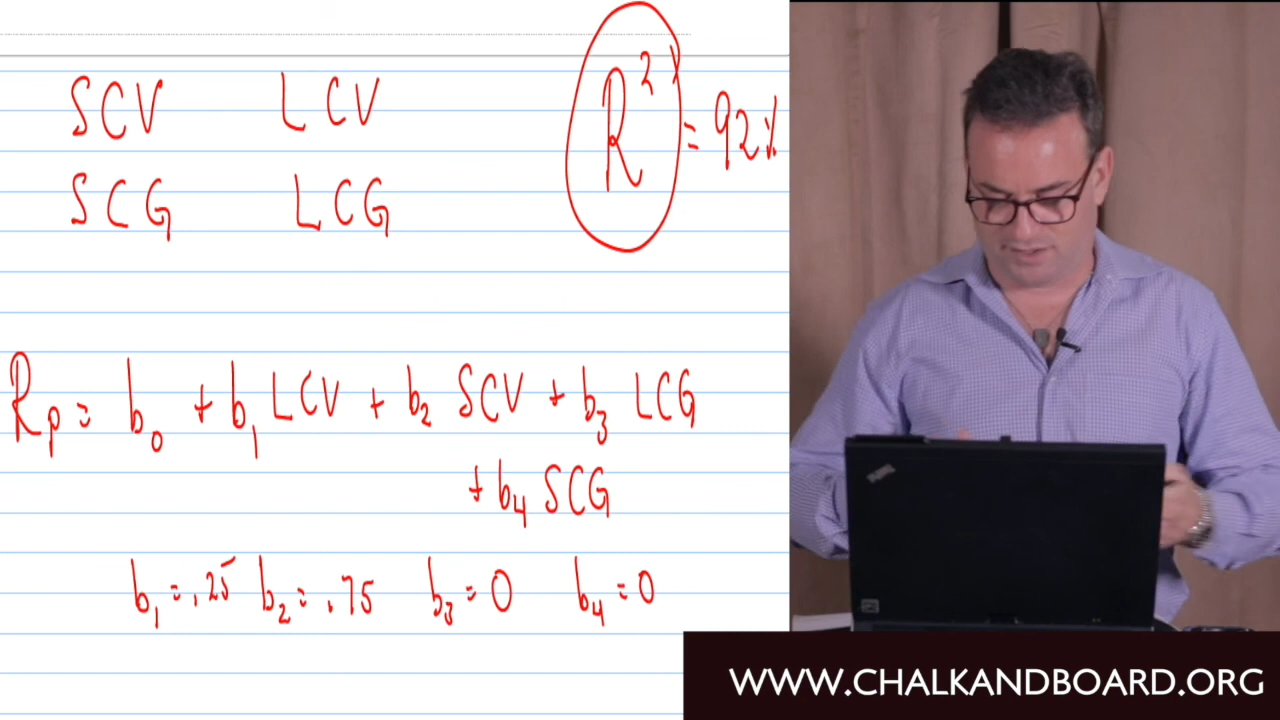 SCV LCV
R² = 92%
SCG LCG
Rp = b₀ + b₁ LCV + b₂ SCV + b₃ LCG
+ b₄ SCG
b₁ = .25 b₂ = .75 b₃ = 0 b₄ = 0
WWW.CHALKANDBOARD.ORG